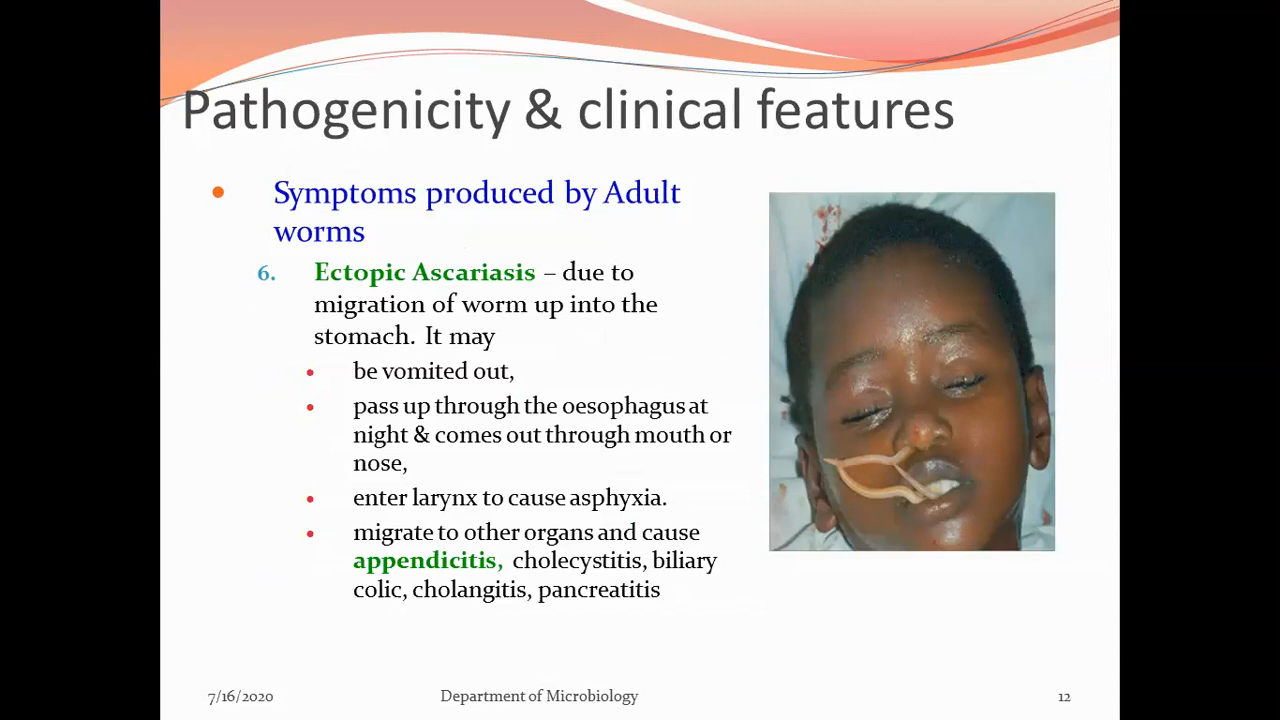 Pathogenicity & clinical features
Symptoms produced by Adult
worms
6. Ectopic Ascariasis – due to
migration of worm up into the
stomach. It may
be vomited out,
pass up through the oesophagus at
night & comes out through mouth or
nose,
enter larynx to cause asphyxia.
migrate to other organs and cause
appendicitis, cholecystitis, biliary
colic, cholangitis, pancreatitis
7/16/2020
Department of Microbiology
12